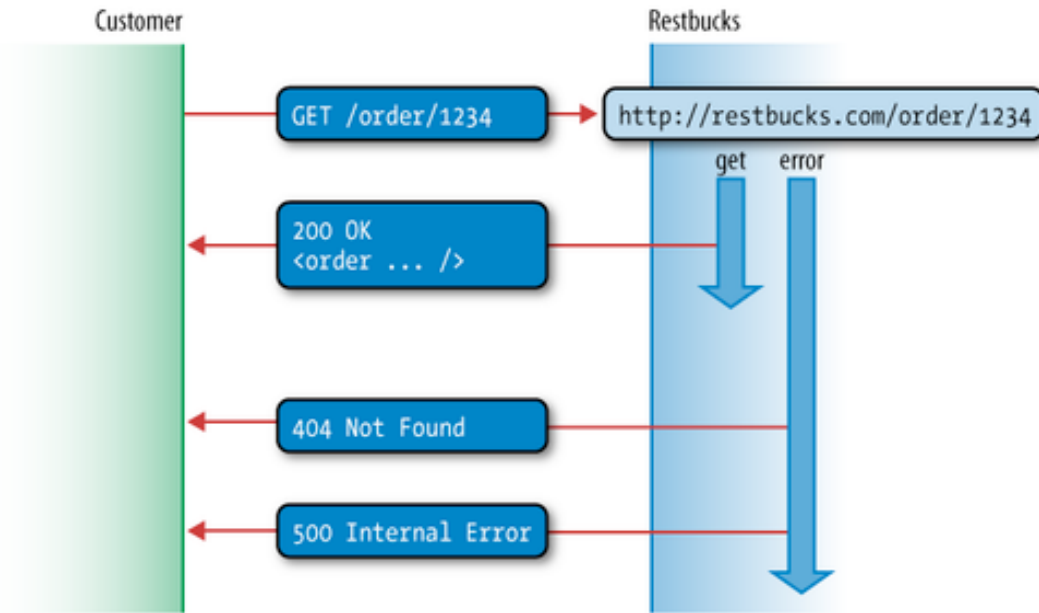 Customer
Restbucks
GET /order/1234
http://restbucks.com/order/1234
get
error
200 OK
<order ... />
404 Not Found
500 Internal Error